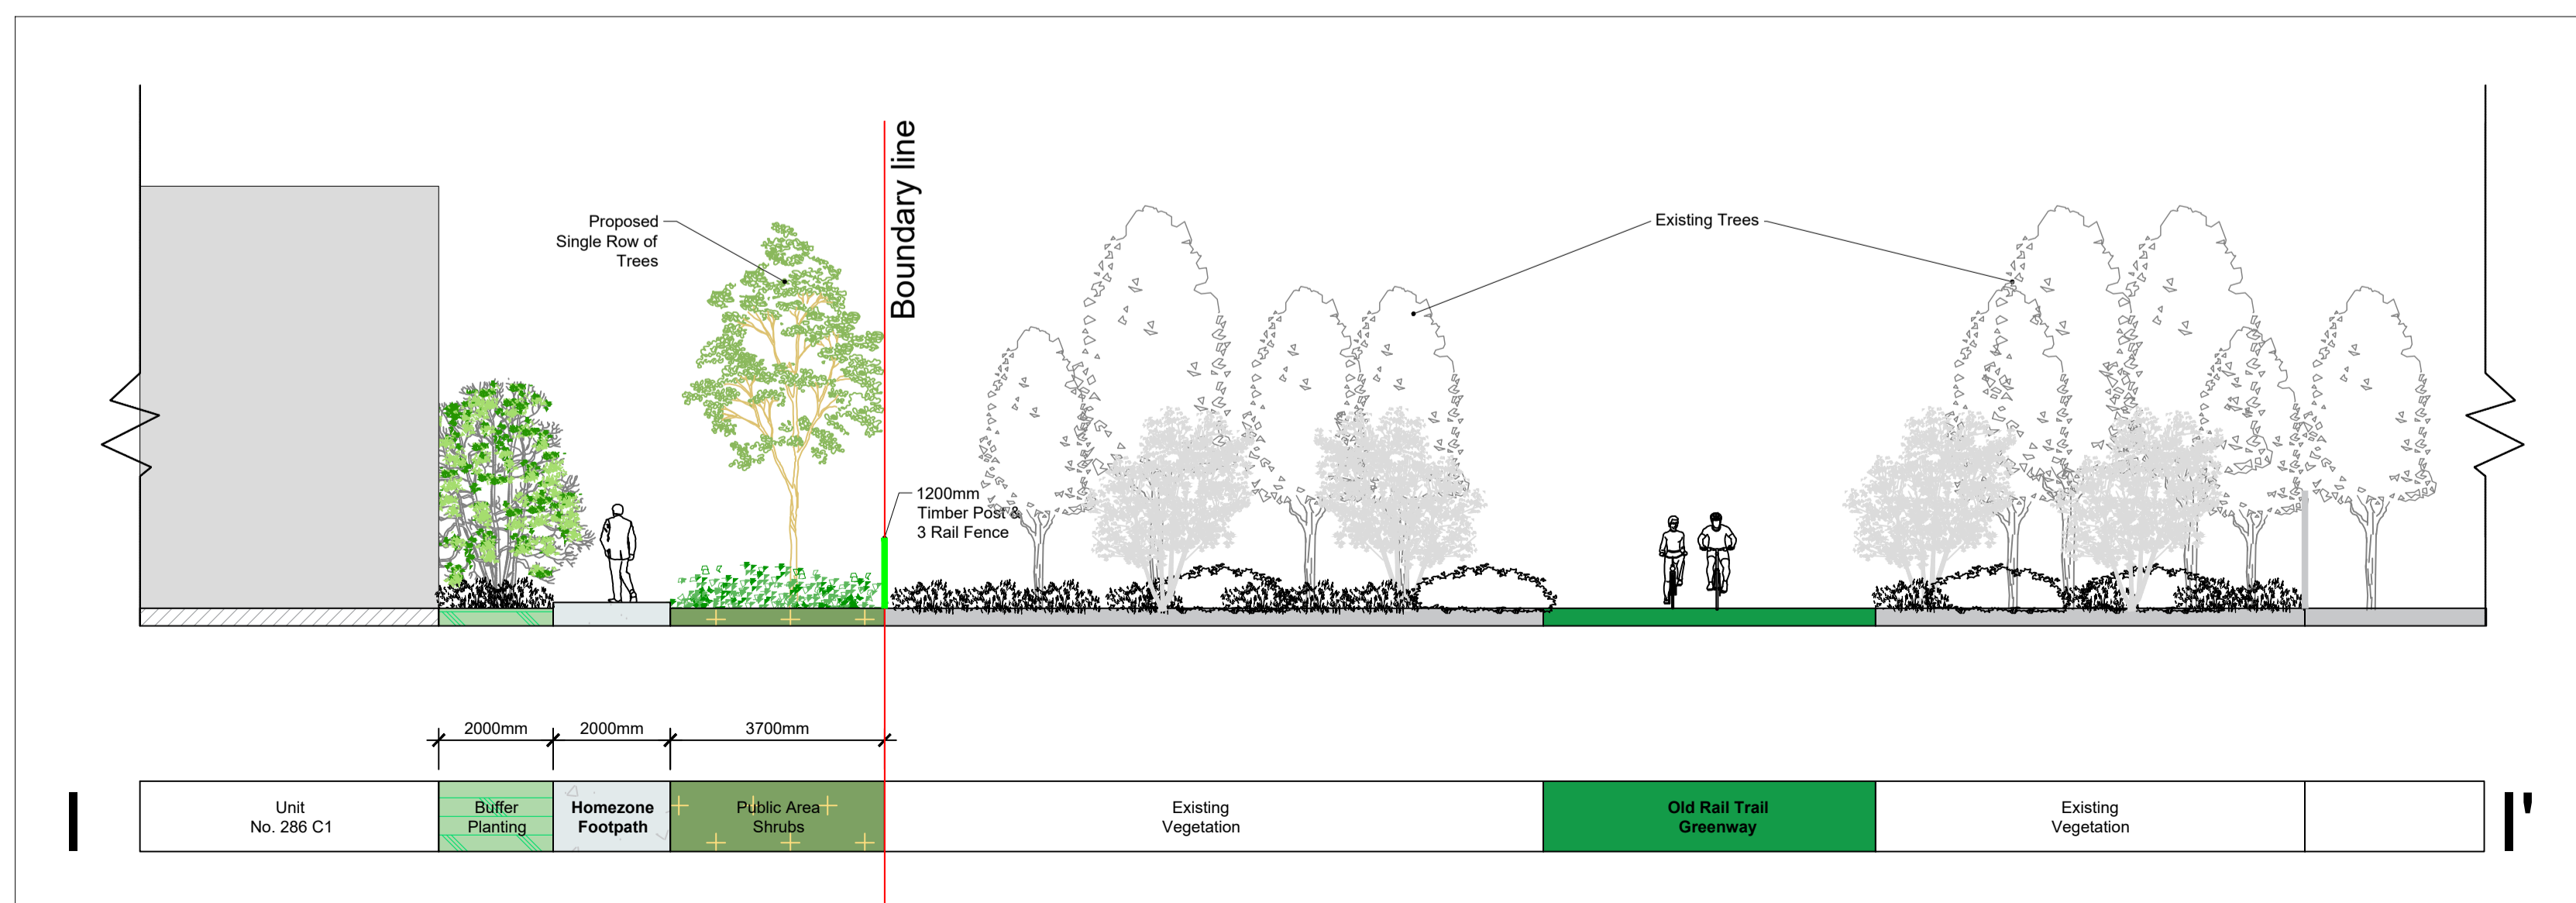 Boundary line
Proposed
Single Row of
Trees
Existing Trees
1200mm
Timber Post &
3 Rail Fence
2000mm
2000mm
3700mm
Unit
No. 286 C1
Buffer
Planting
Homezone
Footpath
Public Area
Shrubs
Existing
Vegetation
Old Rail Trail
Greenway
Existing
Vegetation
I
I'